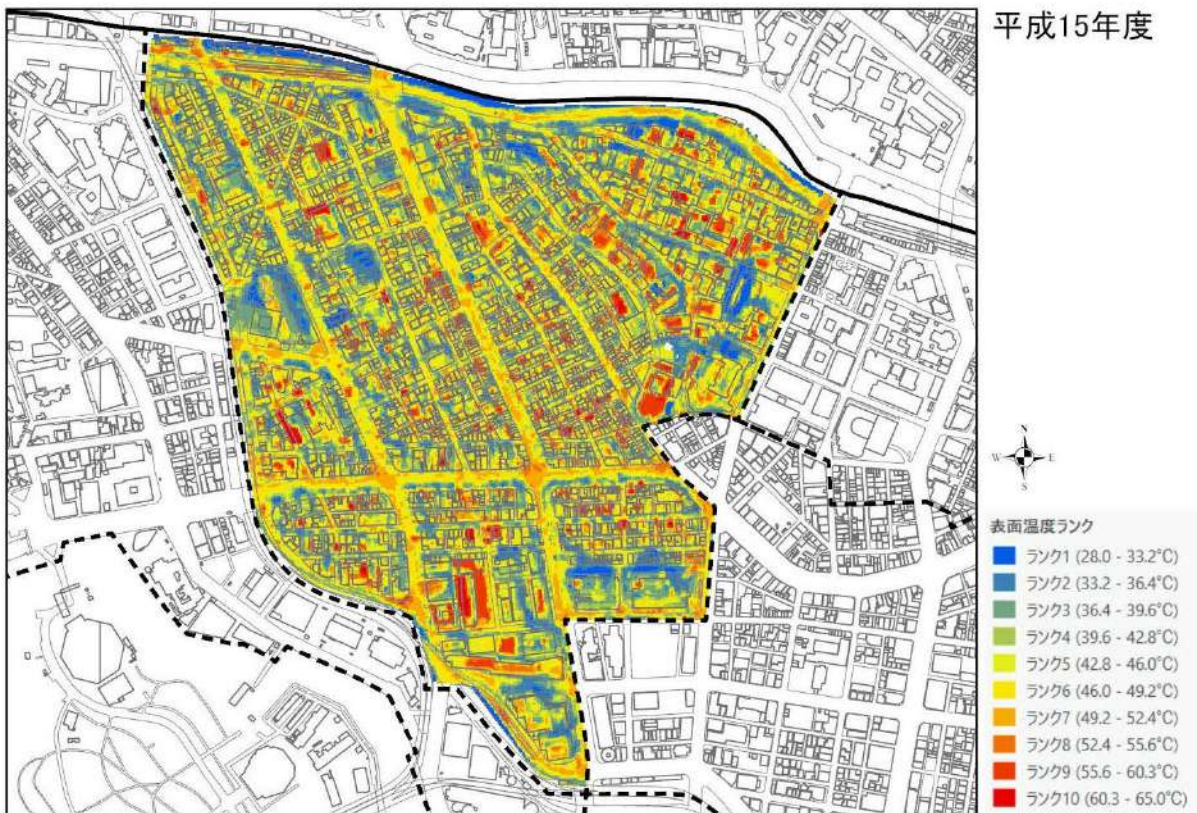 平成15年度
N
W E
S
表面温度ランク
ランク1 (28.0 - 33.2°C)
ランク2 (33.2 - 36.4°C)
ランク3 (36.4 - 39.6°C)
ランク4 (39.6 - 42.8°C)
ランク5 (42.8 - 46.0°C)
ランク6 (46.0 - 49.2°C)
ランク7 (49.2 - 52.4°C)
ランク8 (52.4 - 55.6°C)
ランク9 (55.6 - 60.3°C)
ランク10 (60.3 - 65.0°C)